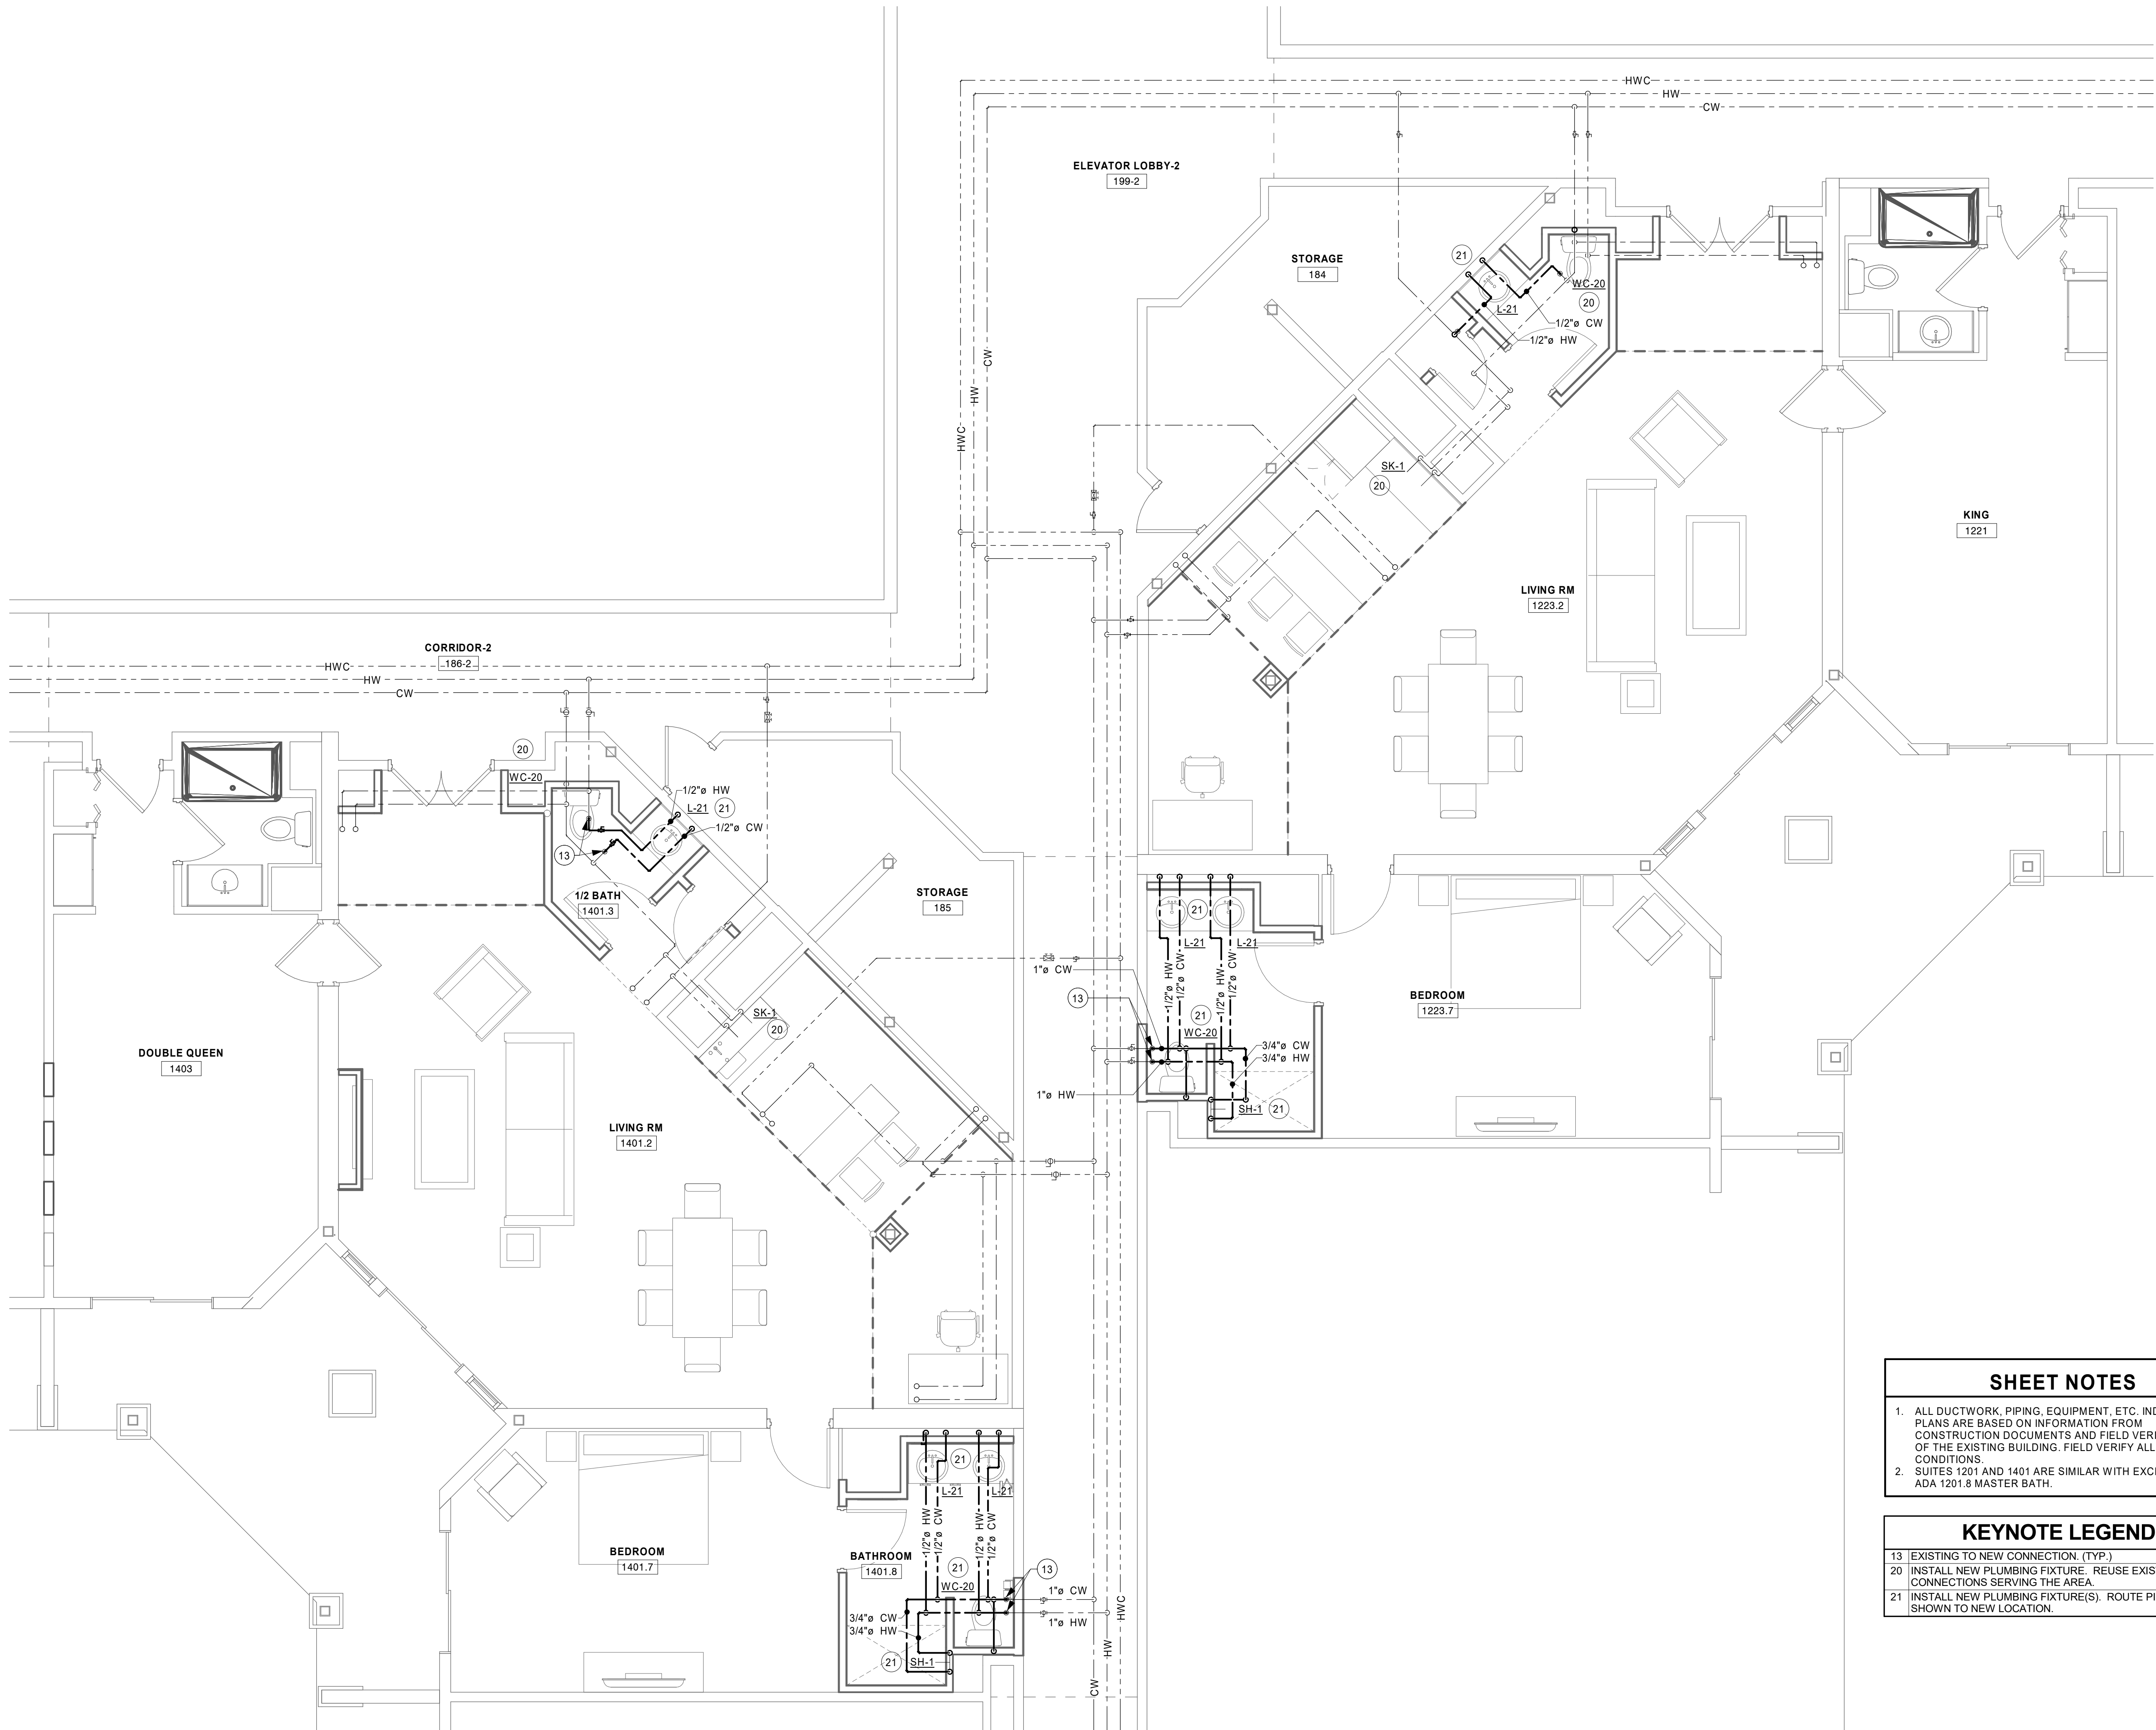 HWC
HW
CW
ELEVATOR LOBBY-2
199-2
STORAGE
184
21
WC-20
20
L-21
1/2"ø CW
1/2"ø HW
CW
HW
HWC
SK-1
20
KING
1221
LIVING RM
1223.2
CORRIDOR-2
186-2
HWC
HW
CW
20
WC-20
1/2"ø HW
L-21 21
1/2"ø CW
13
1/2 BATH
1401.3
STORAGE
185
21
L-21 L-21
1"ø CW
1/2"ø HW
1/2"ø CW
1/2"ø HW
1/2"ø CW
13
21
WC-20
BEDROOM
1223.7
SK-1
20
3/4"ø CW
3/4"ø HW
1"ø HW
SH-1 21
DOUBLE QUEEN
1403
LIVING RM
1401.2
SHEET NOTES
1. ALL DUCTWORK, PIPING, EQUIPMENT, ETC. IND
PLANS ARE BASED ON INFORMATION FROM
CONSTRUCTION DOCUMENTS AND FIELD VERI
OF THE EXISTING BUILDING. FIELD VERIFY ALL
CONDITIONS.
2. SUITES 1201 AND 1401 ARE SIMILAR WITH EXC
ADA 1201.8 MASTER BATH.
21
L-21 L-21
1/2"ø HW
1/2"ø CW
1/2"ø HW
1/2"ø CW
BEDROOM
1401.7
BATHROOM
1401.8
21
WC-20
13
1"ø CW
1"ø HW
3/4"ø CW
3/4"ø HW
21 SH-1
HWC
HW
CW
KEYNOTE LEGEND
13 EXISTING TO NEW CONNECTION. (TYP.)
20 INSTALL NEW PLUMBING FIXTURE. REUSE EXIS
CONNECTIONS SERVING THE AREA.
21 INSTALL NEW PLUMBING FIXTURE(S). ROUTE PI
SHOWN TO NEW LOCATION.